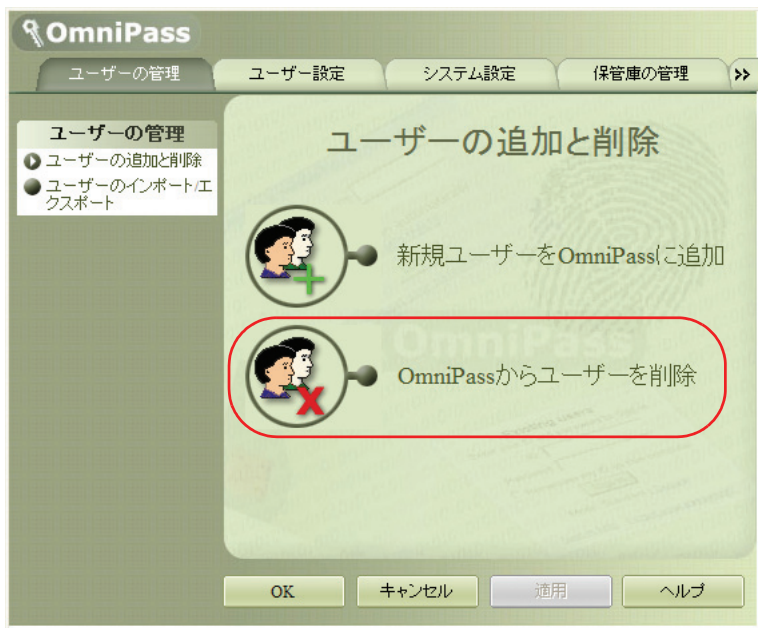 OmniPass
ユーザーの管理 ユーザー設定 システム設定 保管庫の管理 »
ユーザーの管理
ユーザーの追加と削除
ユーザーのインポート/エ
クスポート
ユーザーの追加と削除
新規ユーザーをOmniPassに追加
OmniPass
OmniPassからユーザーを削除
OK キャンセル 適用 ヘルプ